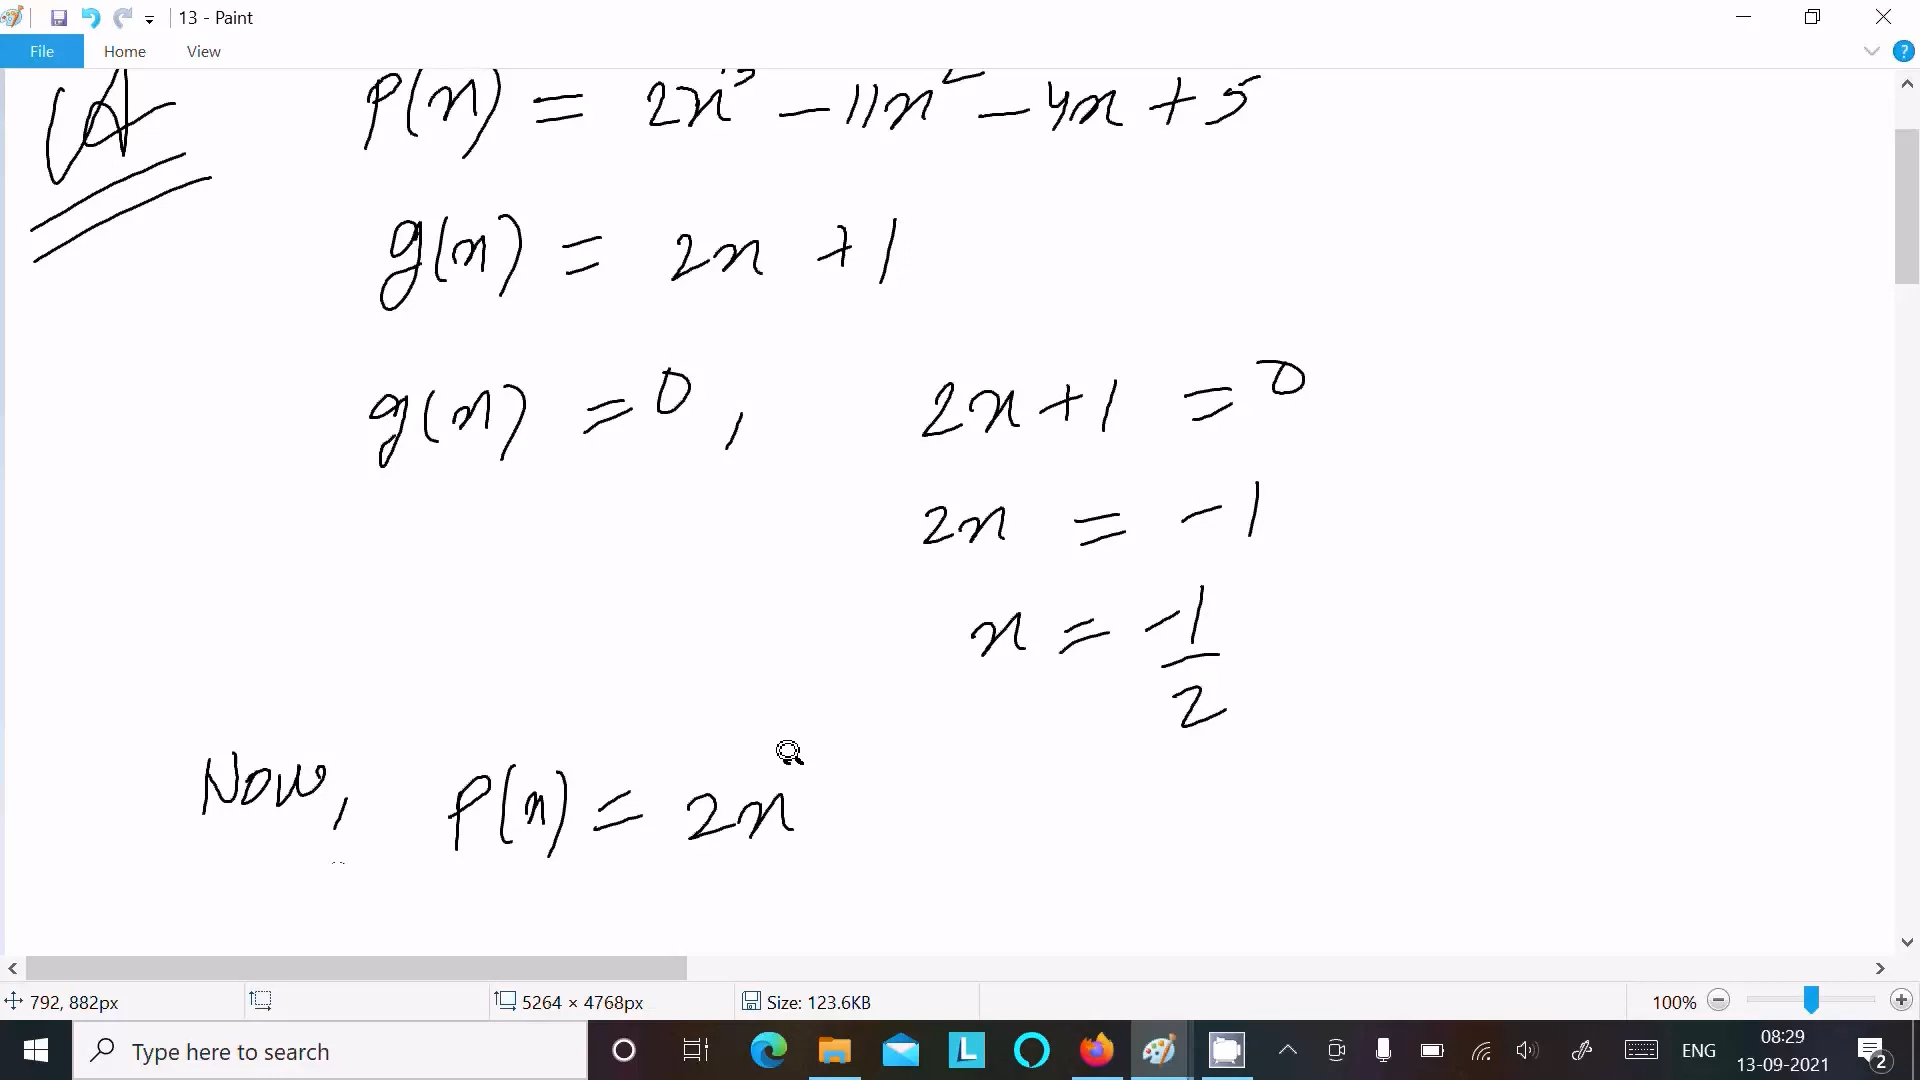 13 - Paint
File Home View
(A
P(x) = 2x³ - 11x² - 4x + 5
g(x) = 2x + 1
g(x) = 0, 2x + 1 = 0
2x = -1
x = -1/2
Now, P(x) = 2x
792, 882px 5264 × 4768px Size: 123.6KB 100%
Type here to search L ENG 08:29
13-09-2021 2